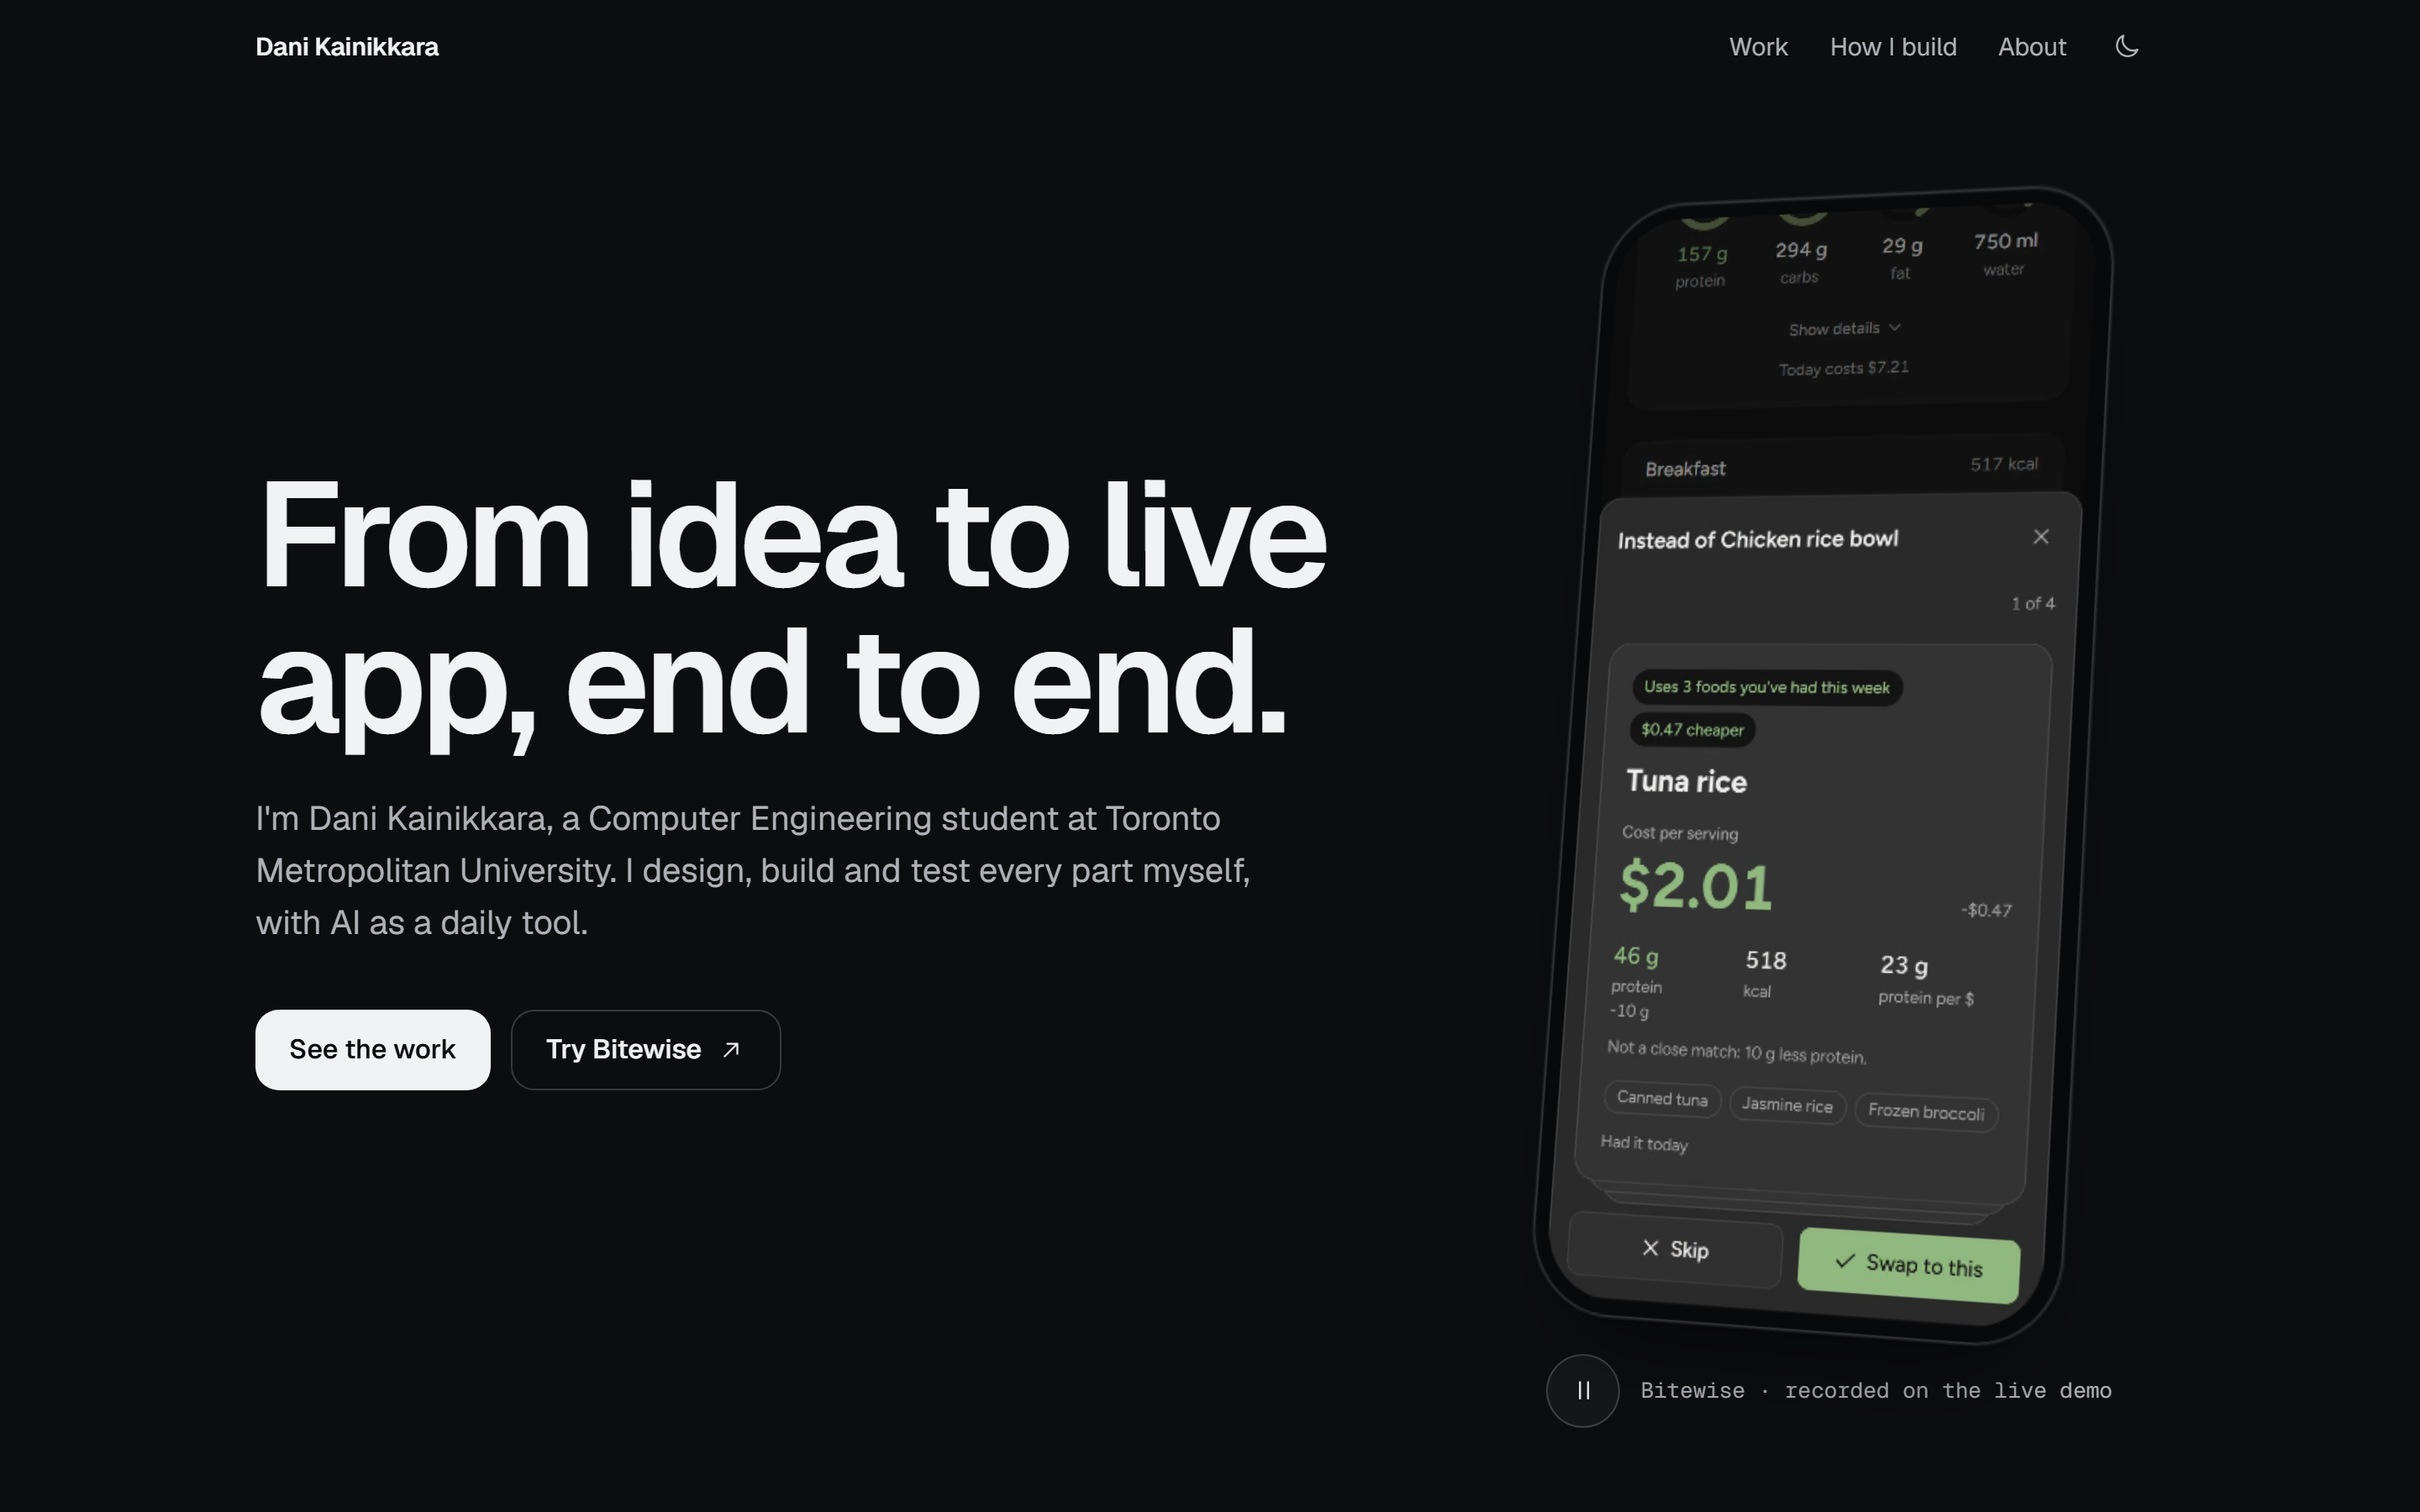 Dani Kainikkara
Work
How I build
About
From idea to live
app, end to end.
I'm Dani Kainikkara, a Computer Engineering student at Toronto
Metropolitan University. I design, build and test every part myself,
with AI as a daily tool.
See the work
Try Bitewise
157 g
294 g
29 g
750 ml
protein
carbs
fat
water
Show details
Today costs $7.21
Breakfast
517 kcal
Instead of Chicken rice bowl
1 of 4
Uses 3 foods you've had this week
$0.47 cheaper
Tuna rice
Cost per serving
$2.01
-$0.47
46 g
518
23 g
protein
kcal
protein per $
-10 g
Not a close match: 10 g less protein.
Canned tuna
Jasmine rice
Frozen broccoli
Had it today
Skip
Swap to this
Bitewise · recorded on the live demo